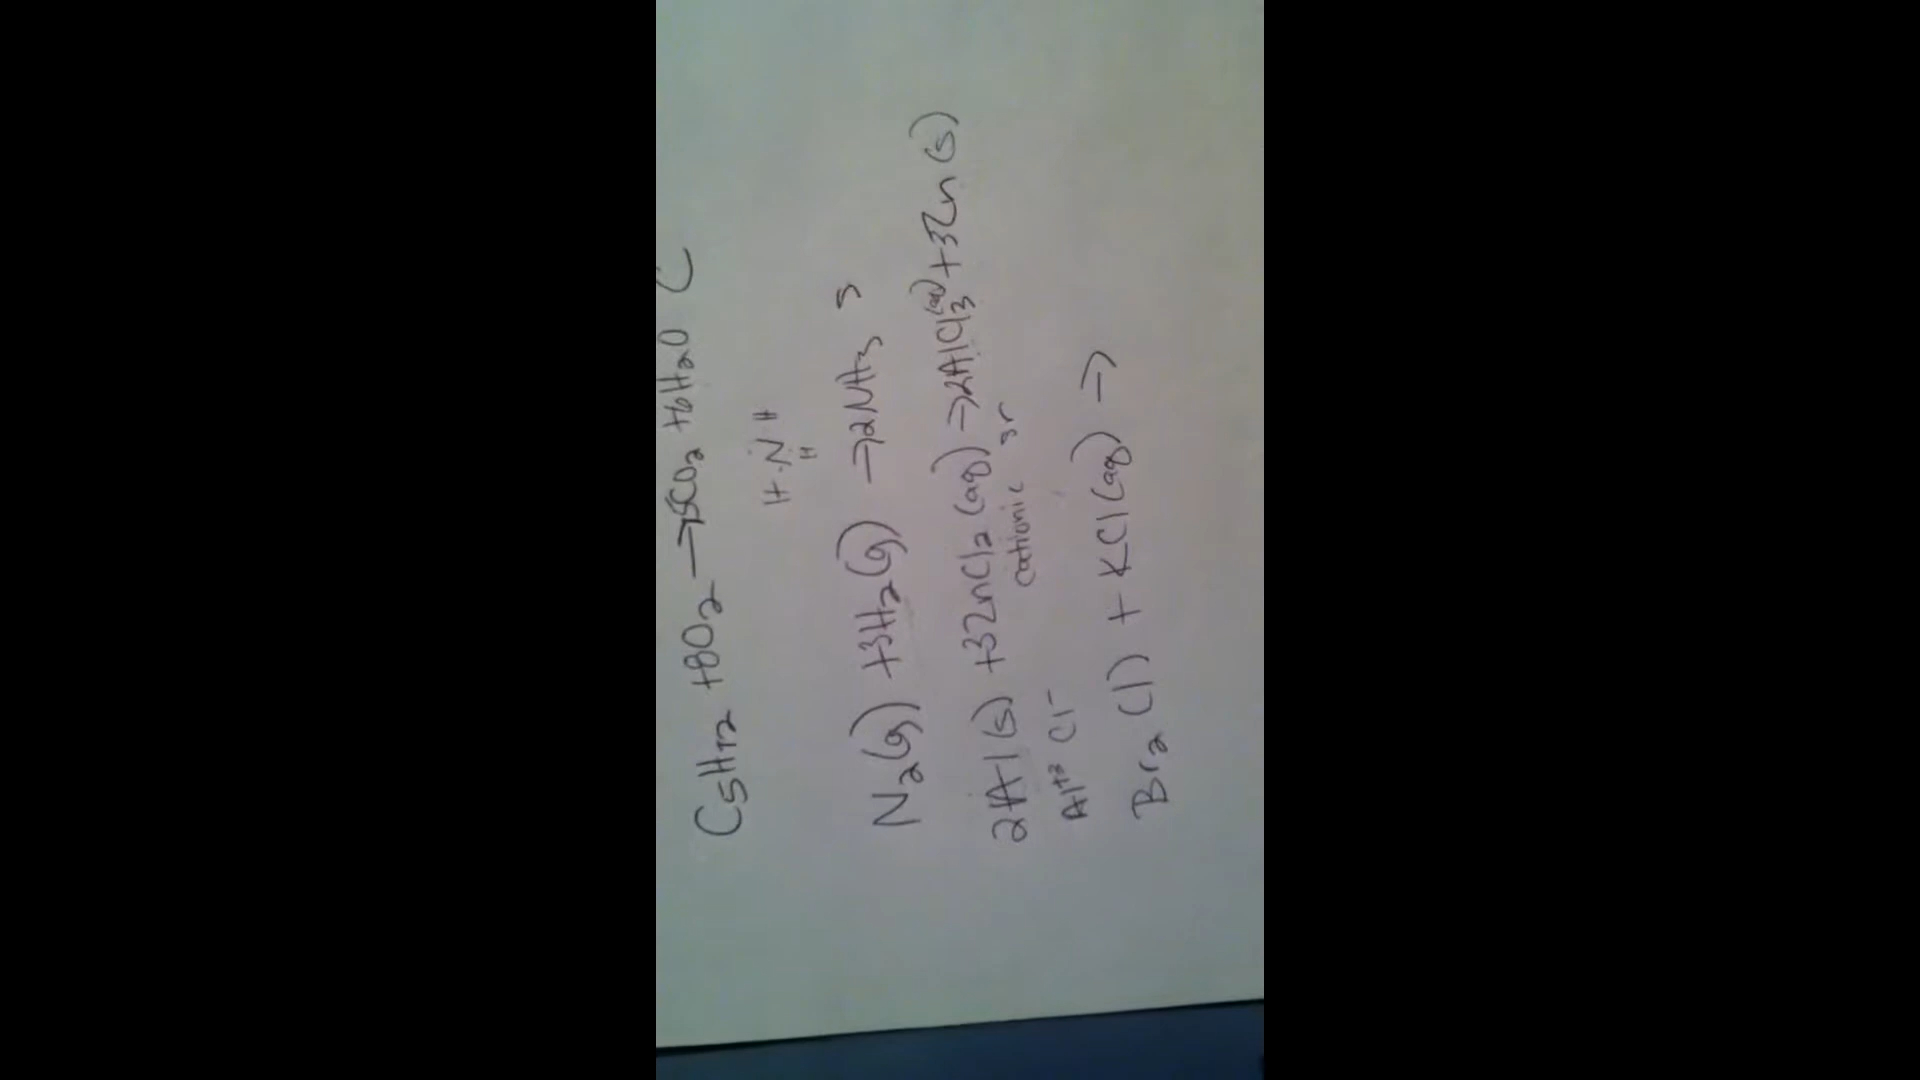 C5H12 +8O2 →5CO2 +6H2O C
H N H
H
N2(g) +3H2(g) →2NH3 S
2Al(s) +3ZnCl2(aq) →2AlCl3(aq)+3Zn(s)
cationic sr
Al+3 Cl-
Br2(l) + KCl(aq) →